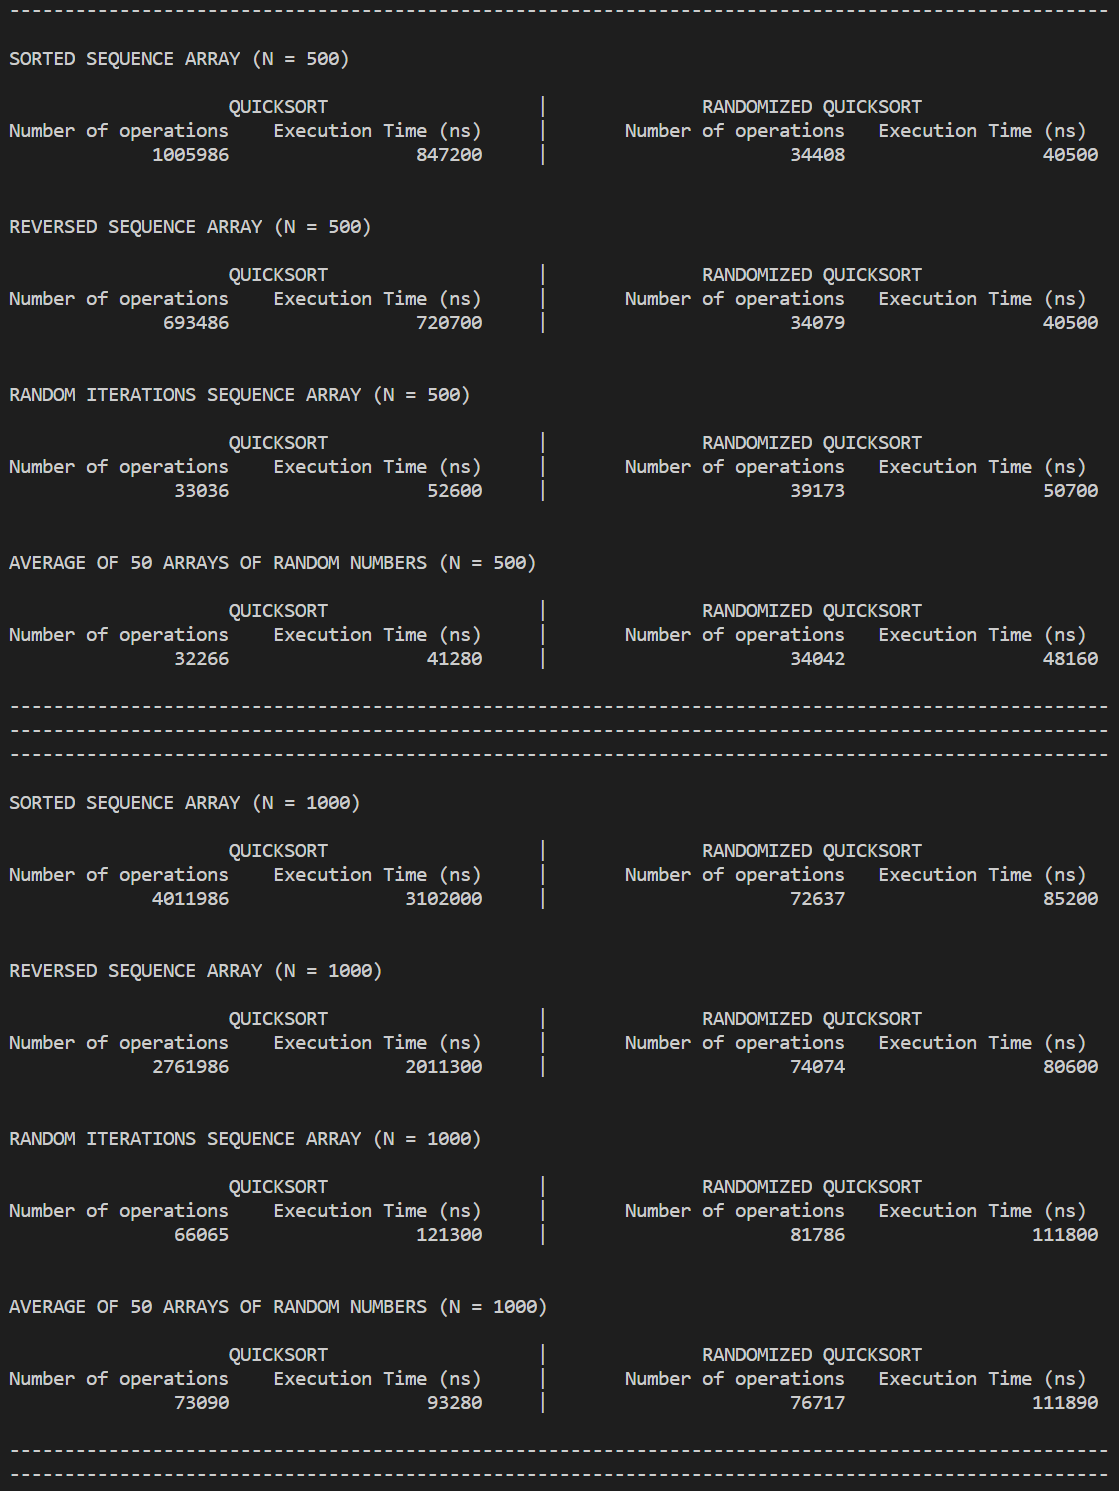 ----------------------------------------------------------------------------------------------------
SORTED SEQUENCE ARRAY (N = 500)
QUICKSORT | RANDOMIZED QUICKSORT
Number of operations Execution Time (ns) | Number of operations Execution Time (ns)
1005986 847200 | 34408 40500
REVERSED SEQUENCE ARRAY (N = 500)
QUICKSORT | RANDOMIZED QUICKSORT
Number of operations Execution Time (ns) | Number of operations Execution Time (ns)
693486 720700 | 34079 40500
RANDOM ITERATIONS SEQUENCE ARRAY (N = 500)
QUICKSORT | RANDOMIZED QUICKSORT
Number of operations Execution Time (ns) | Number of operations Execution Time (ns)
33036 52600 | 39173 50700
AVERAGE OF 50 ARRAYS OF RANDOM NUMBERS (N = 500)
QUICKSORT | RANDOMIZED QUICKSORT
Number of operations Execution Time (ns) | Number of operations Execution Time (ns)
32266 41280 | 34042 48160
----------------------------------------------------------------------------------------------------
----------------------------------------------------------------------------------------------------
----------------------------------------------------------------------------------------------------
SORTED SEQUENCE ARRAY (N = 1000)
QUICKSORT | RANDOMIZED QUICKSORT
Number of operations Execution Time (ns) | Number of operations Execution Time (ns)
4011986 3102000 | 72637 85200
REVERSED SEQUENCE ARRAY (N = 1000)
QUICKSORT | RANDOMIZED QUICKSORT
Number of operations Execution Time (ns) | Number of operations Execution Time (ns)
2761986 2011300 | 74074 80600
RANDOM ITERATIONS SEQUENCE ARRAY (N = 1000)
QUICKSORT | RANDOMIZED QUICKSORT
Number of operations Execution Time (ns) | Number of operations Execution Time (ns)
66065 121300 | 81786 111800
AVERAGE OF 50 ARRAYS OF RANDOM NUMBERS (N = 1000)
QUICKSORT | RANDOMIZED QUICKSORT
Number of operations Execution Time (ns) | Number of operations Execution Time (ns)
73090 93280 | 76717 111890
----------------------------------------------------------------------------------------------------
----------------------------------------------------------------------------------------------------